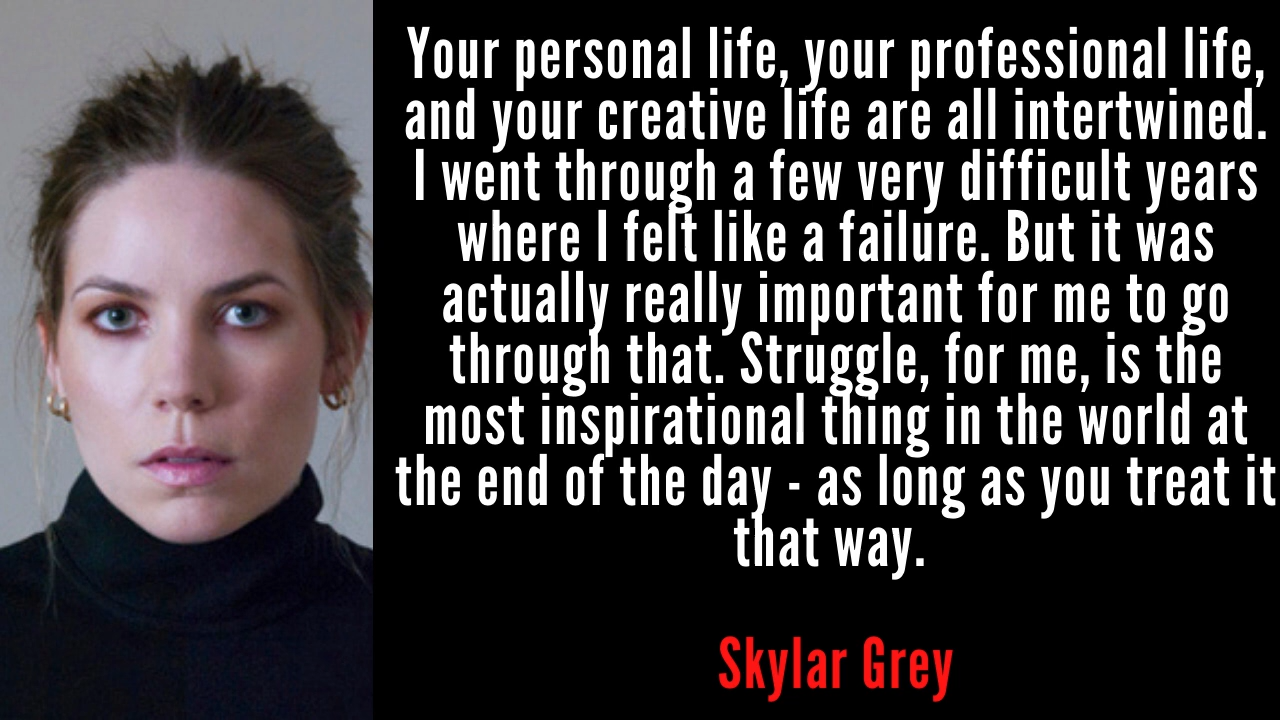 Your personal life, your professional life,
and your creative life are all intertwined.
I went through a few very difficult years
where I felt like a failure. But it was
actually really important for me to go
through that. Struggle, for me, is the
most inspirational thing in the world at
the end of the day - as long as you treat it
that way.
Skylar Grey